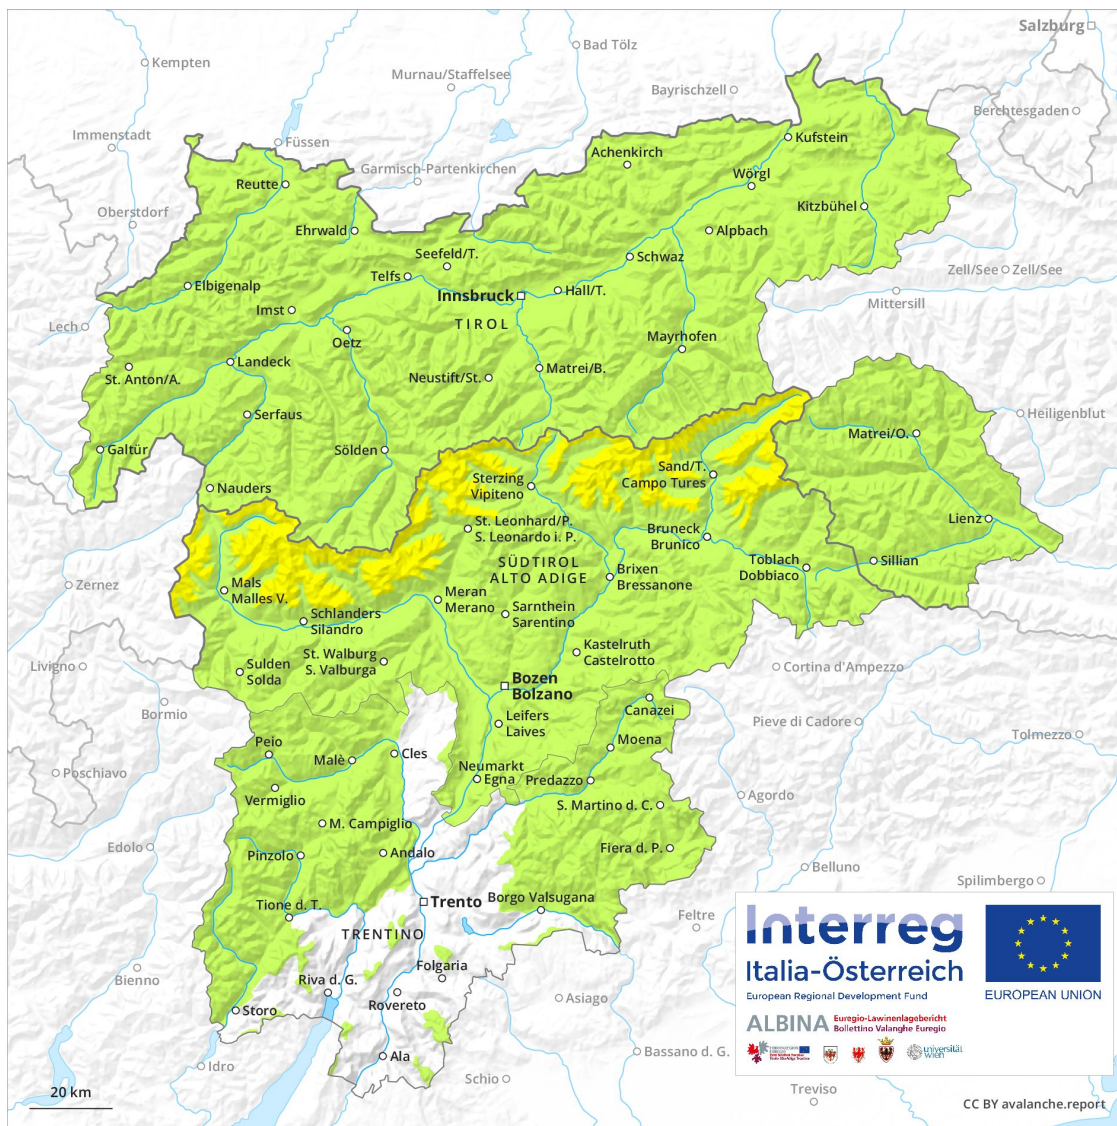 Salzburg
Bad Tölz
Kempten
Murnau/Staffelsee
Bayrischzell
Berchtesgaden
Immenstadt
Füssen
Kufstein
Achenkirch
Garmisch-Partenkirchen
Wörgl
Reutte
Oberstdorf
Kitzbühel
Ehrwald
Alpbach
Seefeld/T.
Schwaz
Telfs
Zell/See
Zell/See
Elbigenalp
Hall/T.
Innsbruck
Mittersill
Imst
TIROL
Lech
Oetz
Mayrhofen
Landeck
Matrei/B.
St. Anton/A.
Neustift/St.
Serfaus
Heiligenblut
Matrei/O.
Galtür
Sölden
Sand/T.
Campo Tures
Sterzing
Vipiteno
Nauders
St. Leonhard/P.
S. Leonardo i. P.
Lienz
Bruneck
Brunico
SÜDTIROL
ALTO ADIGE
Toblach
Dobbiaco
Sillian
Brixen
Bressanone
Zernez
Mals
Malles V.
Meran
Merano
Sarnthein
Sarentino
Schlanders
Silandro
Kastelruth
Castelrotto
St. Walburg
S. Valburga
Livigno
Sulden
Solda
Cortina d'Ampezzo
Bozen
Bolzano
Bormio
Canazei
Leifers
Laives
Pieve di Cadore
Tolmezzo
Peio
Moena
Malè
Cles
Poschiavo
Neumarkt
Egna
Predazzo
Vermiglio
Agordo
S. Martino d. C.
M. Campiglio
Edolo
Pinzolo
Andalo
Fiera d. P.
Belluno
Spilimbergo
Trento
Borgo Valsugana
Tione d. T.
Feltre
TRENTINO
Folgaria
Bienno
Riva d. G.
Rovereto
Asiago
Storo
Bassano d. G.
Ala
Idro
Schio
Treviso
20 km
Interreg
Italia-Österreich
European Regional Development Fund
EUROPEAN UNION
ALBINA
Euregio-Lawinenlagebericht
Bollettino Valanghe Euregio
universität
wien
CC BY avalanche.report